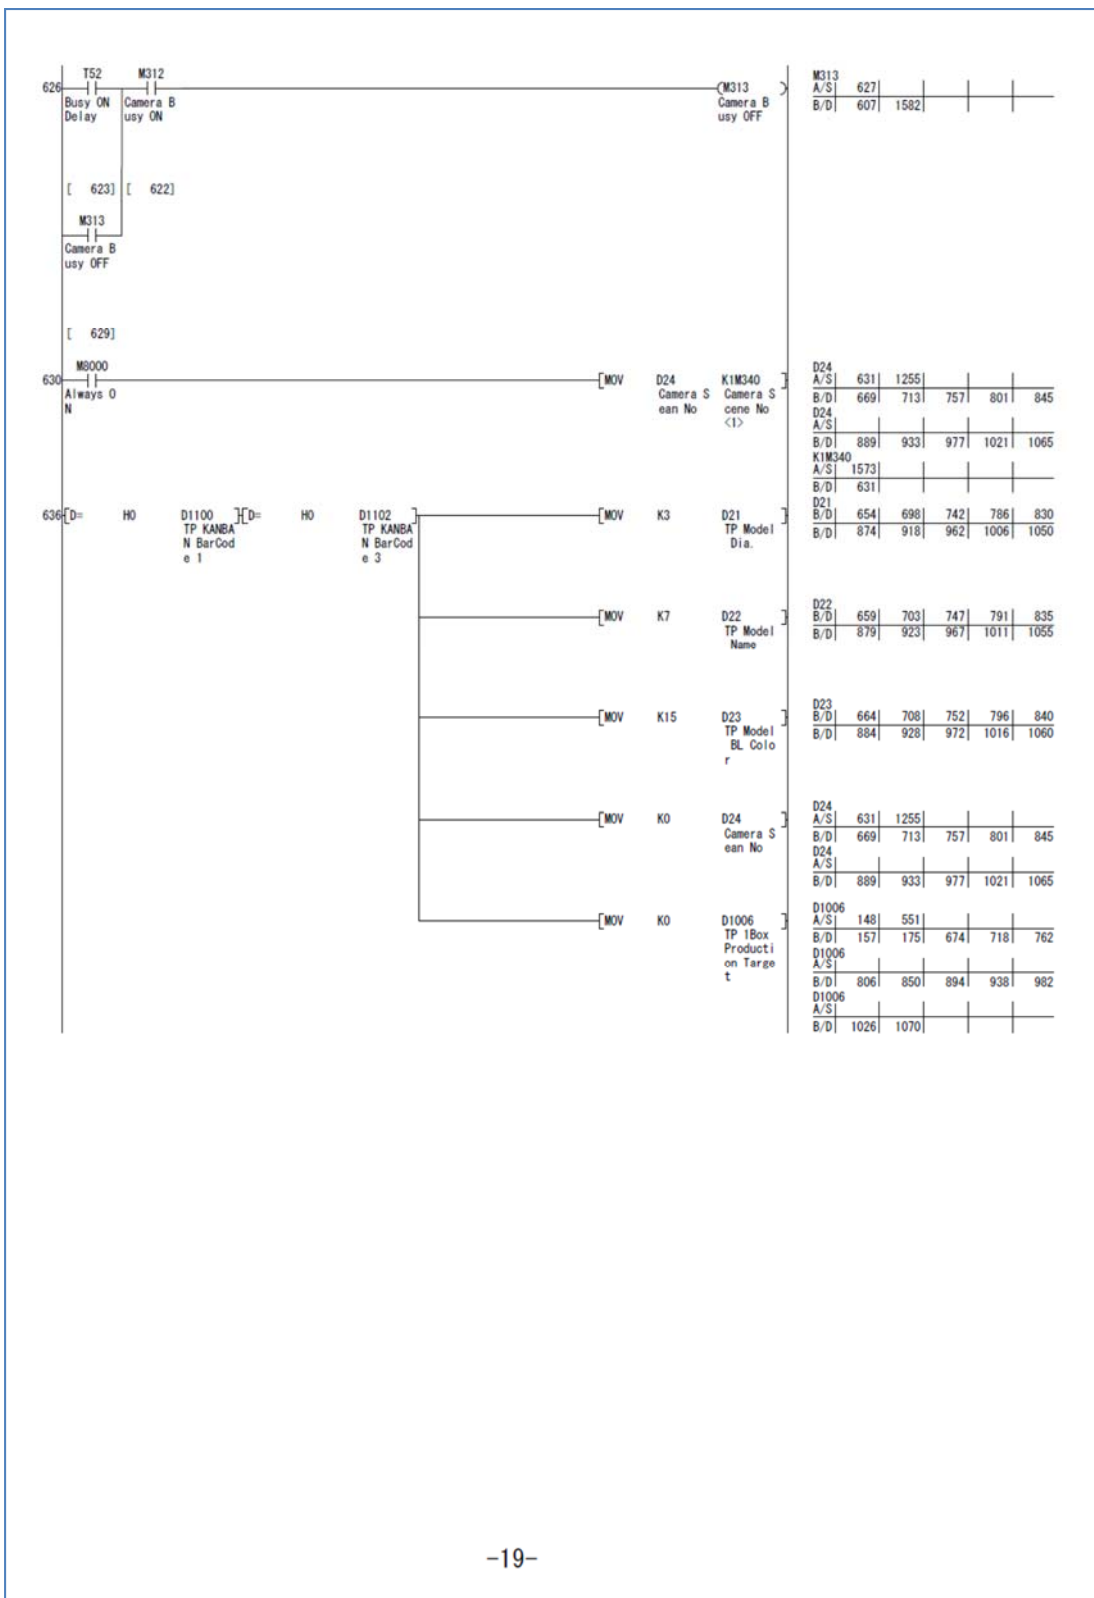 T52 M312
626 (M313 ) M313
A/S 627
Busy ON Camera B Camera B
Delay usy ON usy OFF
B/D 607 1582
[ 623] [ 622]
M313
Camera B
usy OFF
[ 629]
M8000
630 [MOV D24 K1M340 ]
Always O Camera S Camera S
N ean No cene No
<1>
D24
A/S 631 1255
B/D 669 713 757 801 845
D24
A/S
B/D 889 933 977 1021 1065
K1M340
A/S 1573
B/D 631
636 [D= H0 D1100 ] [D= H0 D1102 ] [MOV K3 D21 ]
TP KANBA TP KANBA TP Model
N BarCod N BarCod Dia.
e 1 e 3
D21
B/D 654 698 742 786 830
B/D 874 918 962 1006 1050
[MOV K7 D22 ]
TP Model
Name
D22
B/D 659 703 747 791 835
B/D 879 923 967 1011 1055
[MOV K15 D23 ]
TP Model
BL Colo
r
D23
B/D 664 708 752 796 840
B/D 884 928 972 1016 1060
[MOV K0 D24 ]
Camera S
ean No
D24
A/S 631 1255
B/D 669 713 757 801 845
D24
A/S
B/D 889 933 977 1021 1065
[MOV K0 D1006 ]
TP 1Box
Producti
on Targe
t
D1006
A/S 148 551
B/D 157 175 674 718 762
D1006
A/S
B/D 806 850 894 938 982
D1006
A/S
B/D 1026 1070
-19-